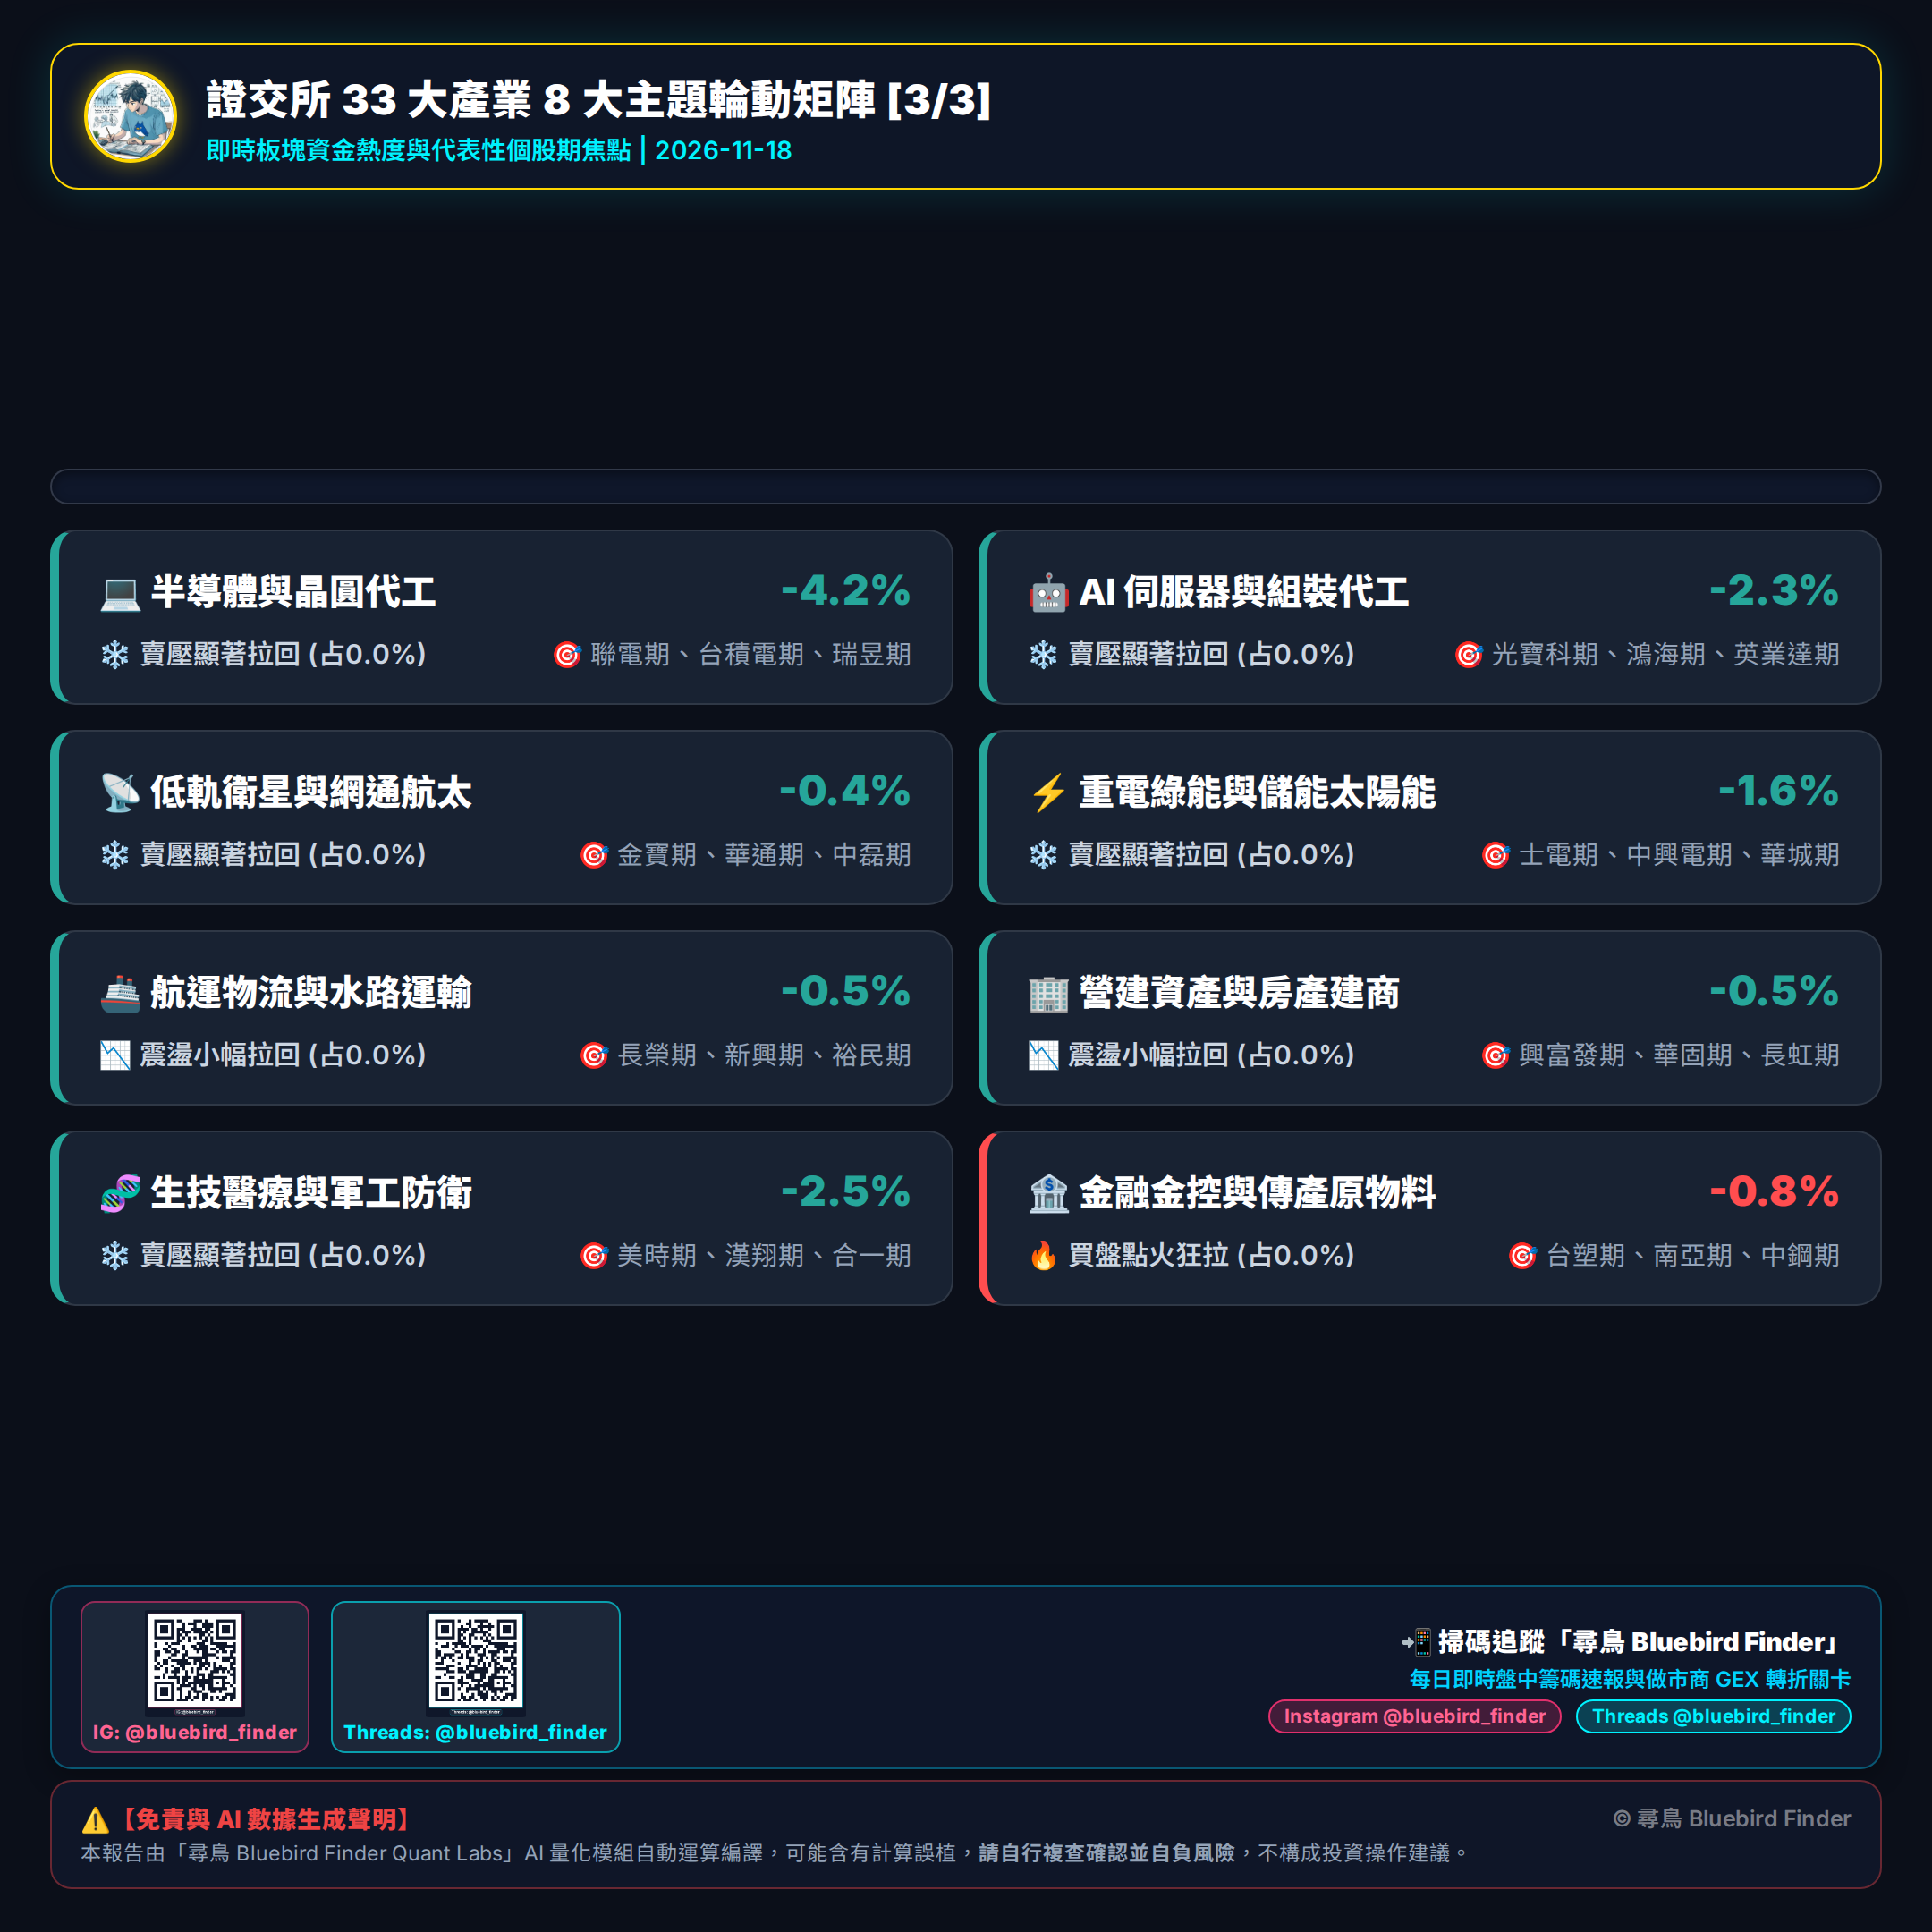 證交所 33 大產業 8 大主題輪動矩陣 [3/3]
即時板塊資金熱度與代表性個股期焦點 | 2026-11-18
💻 半導體與晶圓代工 -4.2%
❄️ 賣壓顯著拉回 (占0.0%) 🎯 聯電期、台積電期、瑞昱期
🤖 AI 伺服器與組裝代工 -2.3%
❄️ 賣壓顯著拉回 (占0.0%) 🎯 光寶科期、鴻海期、英業達期
📡 低軌衛星與網通航太 -0.4%
❄️ 賣壓顯著拉回 (占0.0%) 🎯 金寶期、華通期、中磊期
⚡ 重電綠能與儲能太陽能 -1.6%
❄️ 賣壓顯著拉回 (占0.0%) 🎯 士電期、中興電期、華城期
🚢 航運物流與水路運輸 -0.5%
📉 震盪小幅拉回 (占0.0%) 🎯 長榮期、新興期、裕民期
🏢 營建資產與房產建商 -0.5%
📉 震盪小幅拉回 (占0.0%) 🎯 興富發期、華固期、長虹期
🧬 生技醫療與軍工防衛 -2.5%
❄️ 賣壓顯著拉回 (占0.0%) 🎯 美時期、漢翔期、合一期
🏦 金融金控與傳產原物料 -0.8%
🔥 買盤點火狂拉 (占0.0%) 🎯 台塑期、南亞期、中鋼期
IG: @bluebird_finder
Threads: @bluebird_finder
IG: @bluebird_finder
Threads: @bluebird_finder
📲 掃碼追蹤「尋鳥 Bluebird Finder」
每日即時盤中籌碼速報與做市商 GEX 轉折關卡
Instagram @bluebird_finder
Threads @bluebird_finder
⚠️【免責與 AI 數據生成聲明】
© 尋鳥 Bluebird Finder
本報告由「尋鳥 Bluebird Finder Quant Labs」AI 量化模組自動運算編譯，可能含有計算誤植，請自行複查確認並自負風險，不構成投資操作建議。